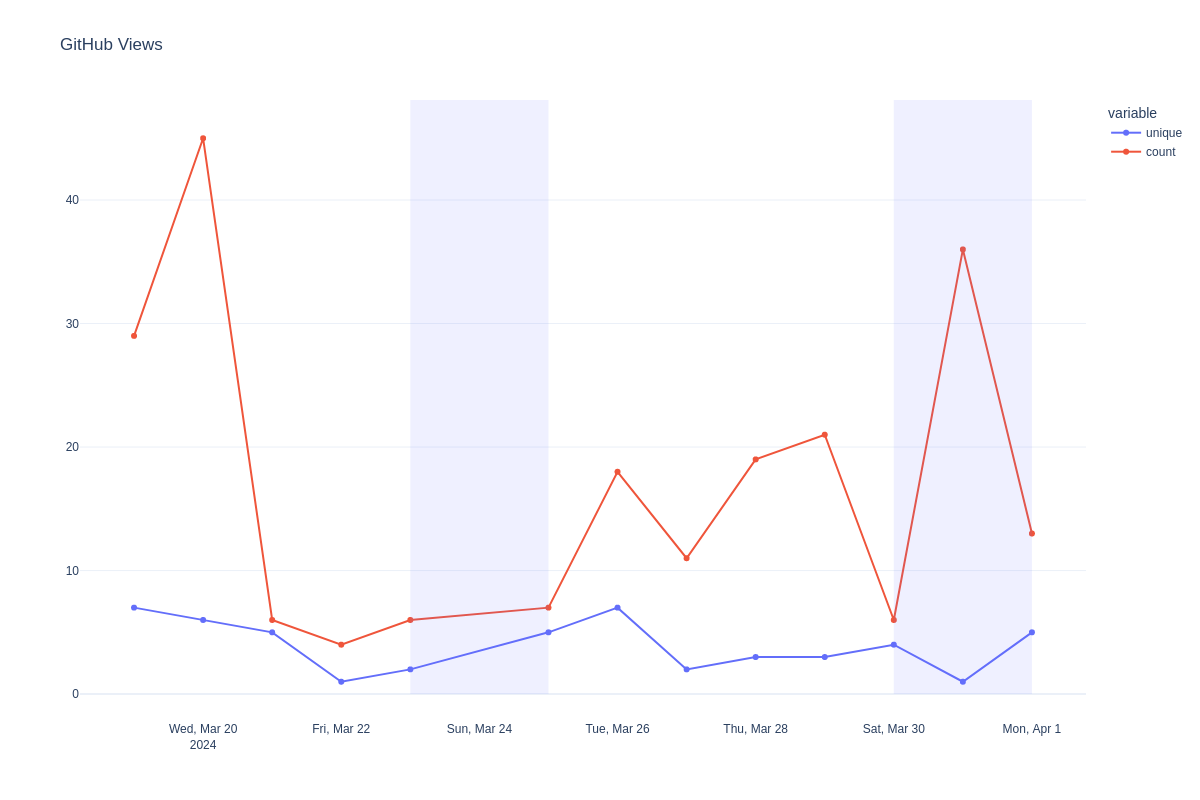 GitHub Views
variable
unique
count
40
30
20
10
0
Wed, Mar 20
2024
Fri, Mar 22
Sun, Mar 24
Tue, Mar 26
Thu, Mar 28
Sat, Mar 30
Mon, Apr 1